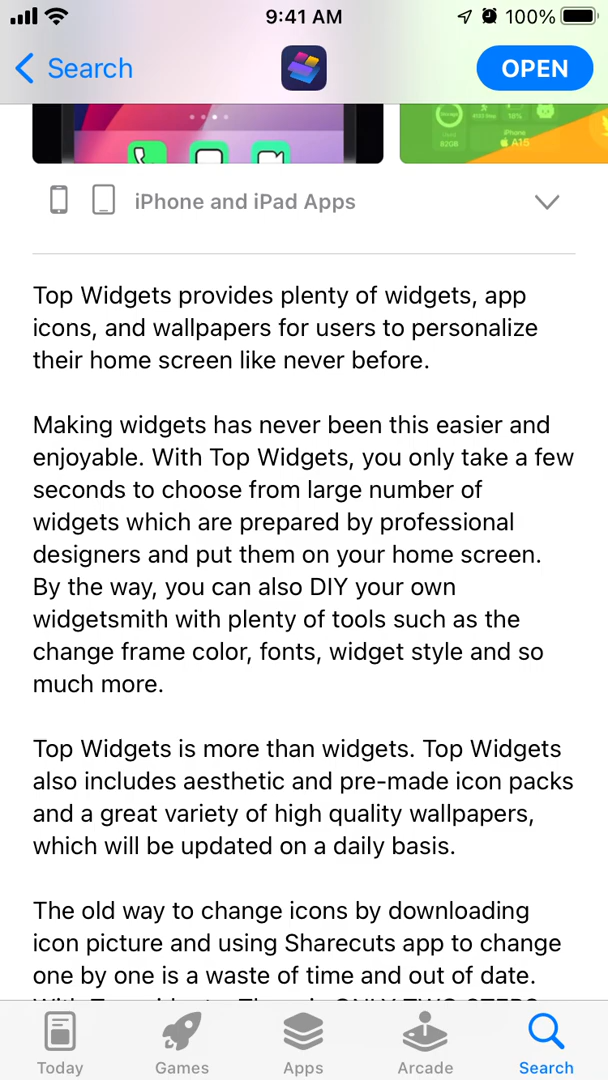 9:41 AM
100%
Search
OPEN
iPhone
A15
iPhone and iPad Apps
Top Widgets provides plenty of widgets, app
icons, and wallpapers for users to personalize
their home screen like never before.
Making widgets has never been this easier and
enjoyable. With Top Widgets, you only take a few
seconds to choose from large number of
widgets which are prepared by professional
designers and put them on your home screen.
By the way, you can also DIY your own
widgetsmith with plenty of tools such as the
change frame color, fonts, widget style and so
much more.
Top Widgets is more than widgets. Top Widgets
also includes aesthetic and pre-made icon packs
and a great variety of high quality wallpapers,
which will be updated on a daily basis.
The old way to change icons by downloading
icon picture and using Sharecuts app to change
one by one is a waste of time and out of date.
Today
Games
Apps
Arcade
Search